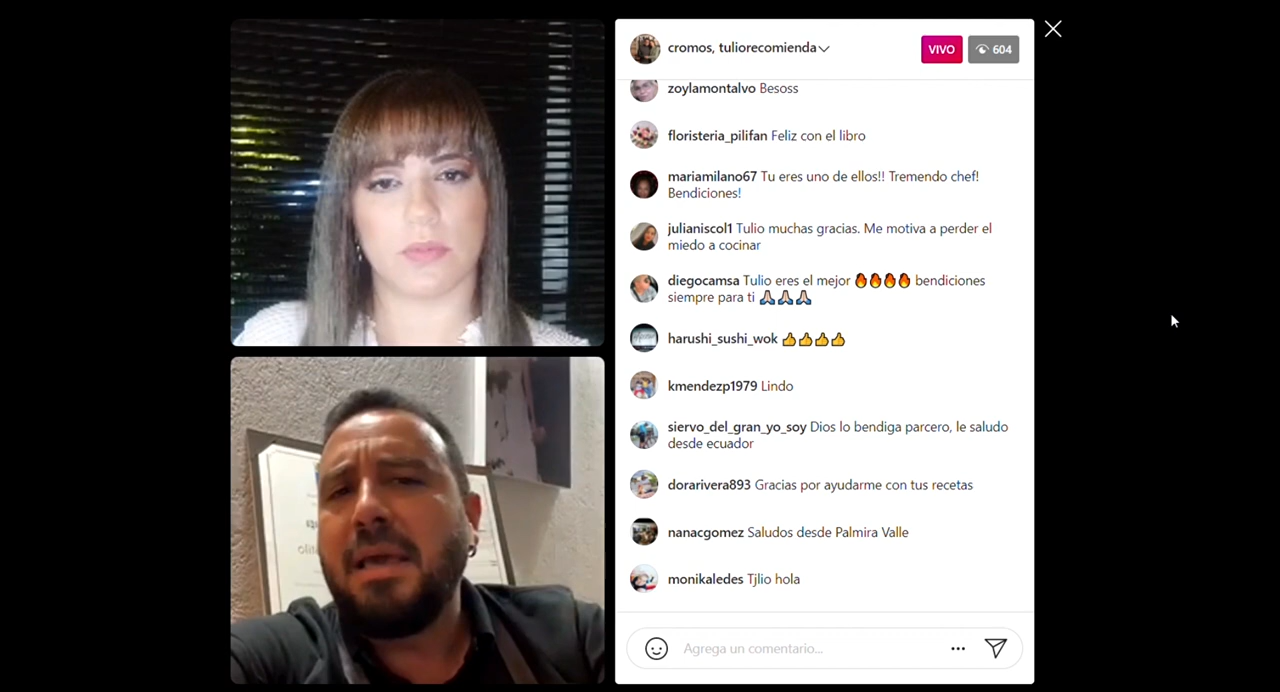 cromos, tuliorecomienda
VIVO
604
zoylamontalvo Besoss
floristeria_pilifan Feliz con el libro
mariamilano67 Tu eres uno de ellos!! Tremendo chef!
Bendiciones!
julianiscol1 Tulio muchas gracias. Me motiva a perder el
miedo a cocinar
diegocamsa Tulio eres el mejor 🔥🔥🔥🔥 bendiciones
siempre para ti 🙏🏻🙏🏻🙏🏻
harushi_sushi_wok 👍👍👍👍
kmendezp1979 Lindo
siervo_del_gran_yo_soy Dios lo bendiga parcero, le saludo
desde ecuador
dorarivera893 Gracias por ayudarme con tus recetas
nanacgomez Saludos desde Palmira Valle
monikaledes Tjlio hola
Agrega un comentario...